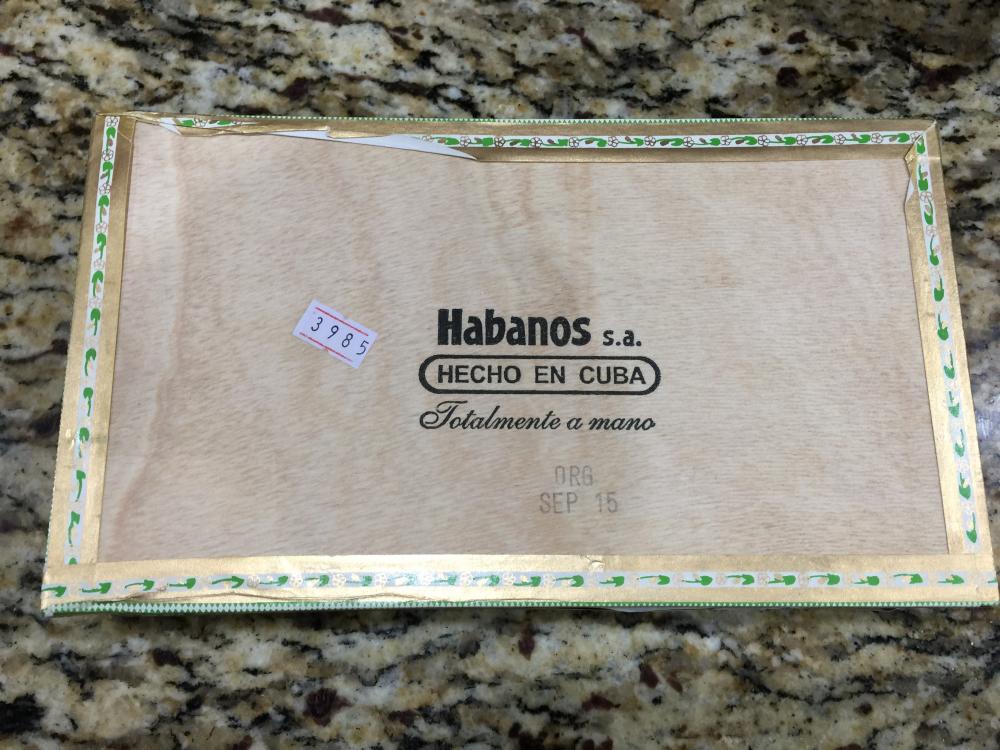 3985
Habanos s.a.
HECHO EN CUBA
Totalmente a mano
ORG
SEP 15